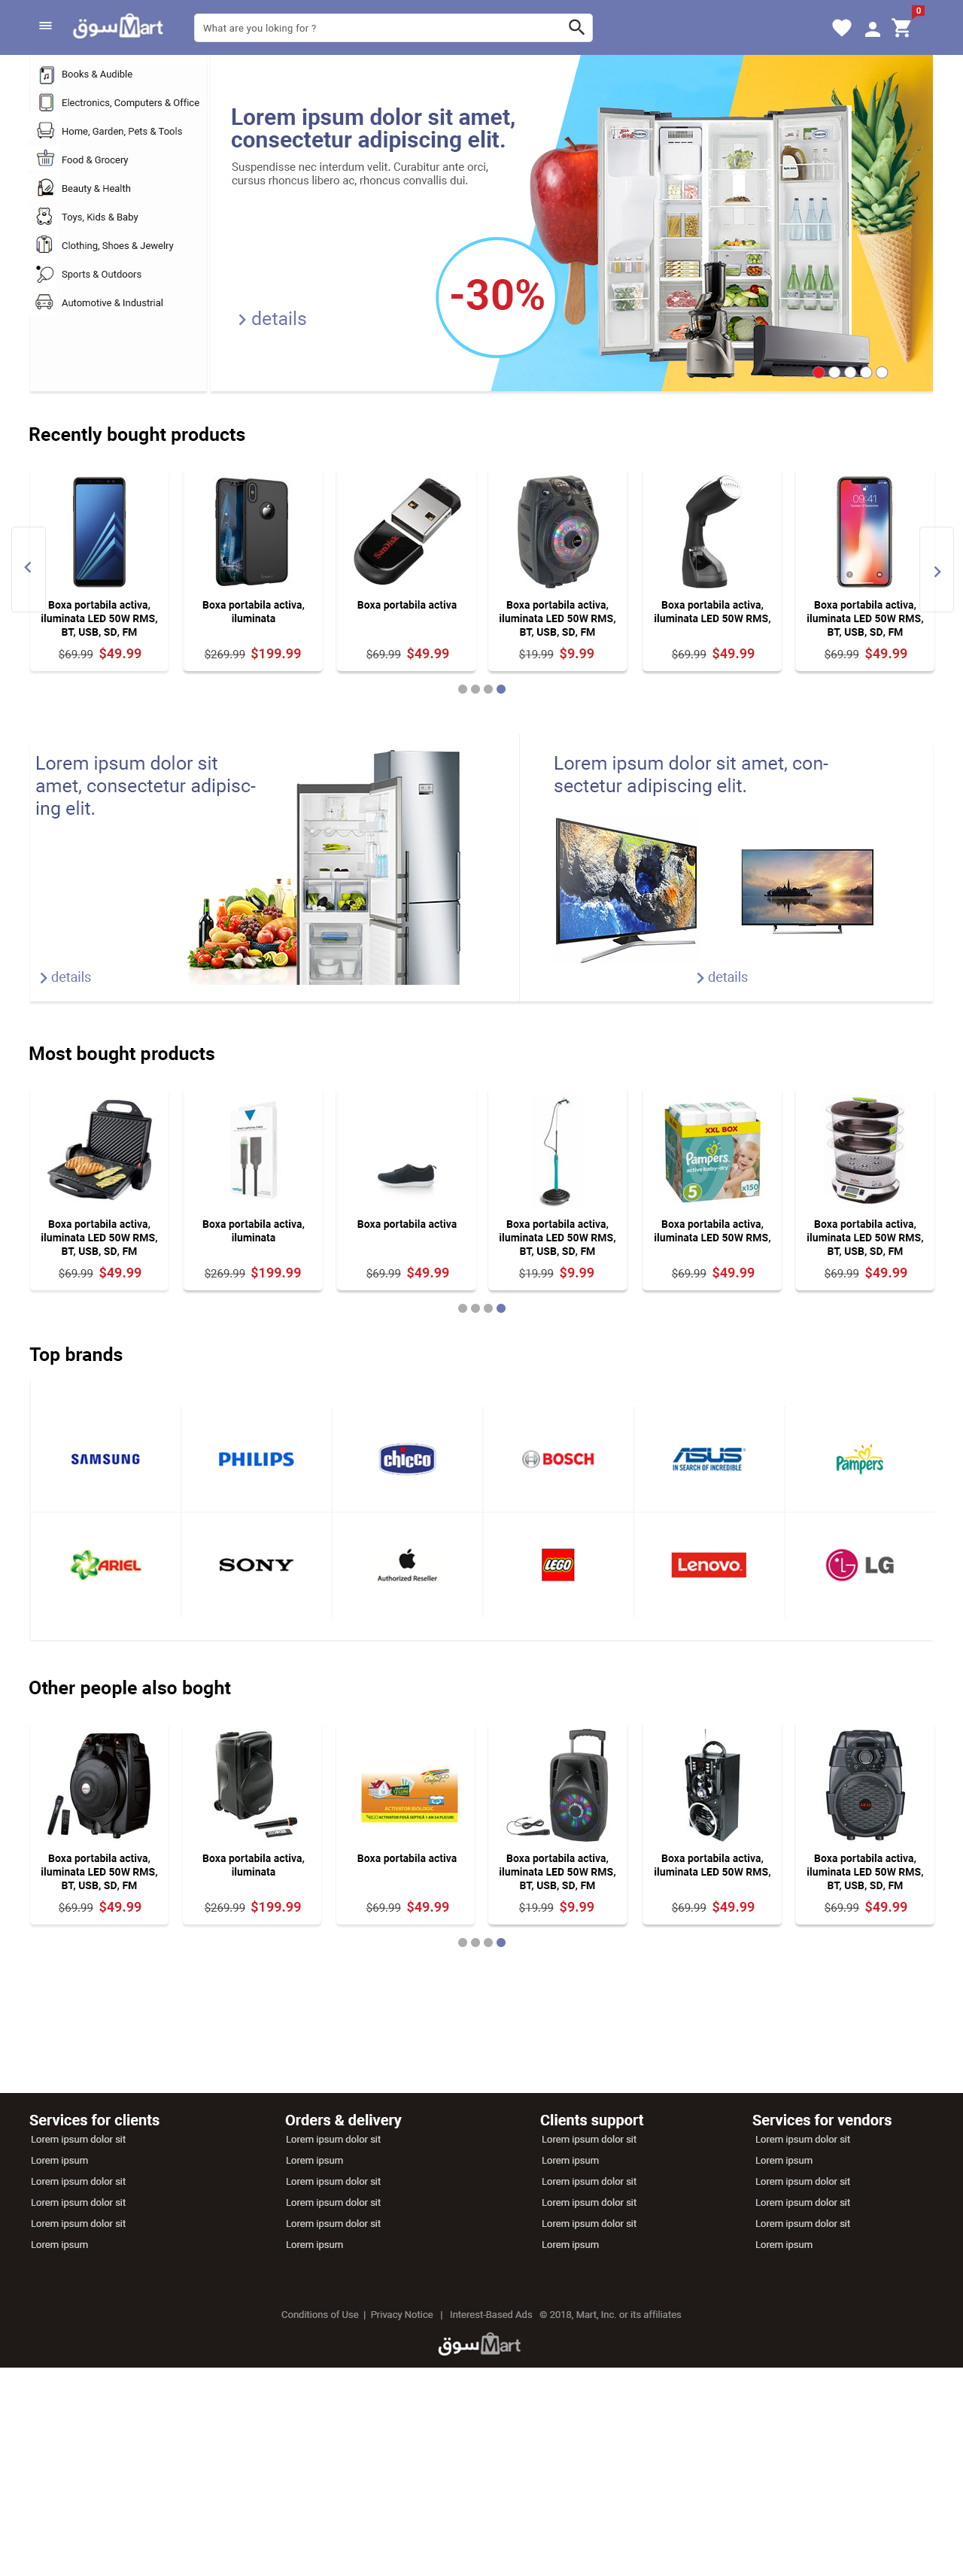 سوق Mart
What are you loking for ?
0
Books & Audible
Electronics, Computers & Office
Home, Garden, Pets & Tools
Food & Grocery
Beauty & Health
Toys, Kids & Baby
Clothing, Shoes & Jewelry
Sports & Outdoors
Automotive & Industrial
Lorem ipsum dolor sit amet,
consectetur adipiscing elit.
Suspendisse nec interdum velit. Curabitur ante orci,
cursus rhoncus libero ac, rhoncus convallis dui.
-30%
details
Recently bought products
SanDisk
09:41
Boxa portabila activa,
iluminata LED 50W RMS,
BT, USB, SD, FM
$69.99 $49.99
Boxa portabila activa,
iluminata
$269.99 $199.99
Boxa portabila activa
$69.99 $49.99
Boxa portabila activa,
iluminata LED 50W RMS,
BT, USB, SD, FM
$19.99 $9.99
Boxa portabila activa,
iluminata LED 50W RMS,
$69.99 $49.99
Boxa portabila activa,
iluminata LED 50W RMS,
BT, USB, SD, FM
$69.99 $49.99
Lorem ipsum dolor sit
amet, consectetur adipisc-
ing elit.
details
Lorem ipsum dolor sit amet, con-
sectetur adipiscing elit.
details
Most bought products
XXL BOX
Pampers
active baby-dry
5
x150
Boxa portabila activa,
iluminata LED 50W RMS,
BT, USB, SD, FM
$69.99 $49.99
Boxa portabila activa,
iluminata
$269.99 $199.99
Boxa portabila activa
$69.99 $49.99
Boxa portabila activa,
iluminata LED 50W RMS,
BT, USB, SD, FM
$19.99 $9.99
Boxa portabila activa,
iluminata LED 50W RMS,
$69.99 $49.99
Boxa portabila activa,
iluminata LED 50W RMS,
BT, USB, SD, FM
$69.99 $49.99
Top brands
SAMSUNG
PHILIPS
chicco
BOSCH
ASUS
IN SEARCH OF INCREDIBLE
Pampers
ARIEL
SONY
Authorized Reseller
LEGO
Lenovo
LG
Other people also boght
ACTIVATOR BIOLOGIC
Boxa portabila activa,
iluminata LED 50W RMS,
BT, USB, SD, FM
$69.99 $49.99
Boxa portabila activa,
iluminata
$269.99 $199.99
Boxa portabila activa
$69.99 $49.99
Boxa portabila activa,
iluminata LED 50W RMS,
BT, USB, SD, FM
$19.99 $9.99
Boxa portabila activa,
iluminata LED 50W RMS,
$69.99 $49.99
Boxa portabila activa,
iluminata LED 50W RMS,
BT, USB, SD, FM
$69.99 $49.99
Services for clients
Lorem ipsum dolor sit
Lorem ipsum
Lorem ipsum dolor sit
Lorem ipsum dolor sit
Lorem ipsum dolor sit
Lorem ipsum
Orders & delivery
Lorem ipsum dolor sit
Lorem ipsum
Lorem ipsum dolor sit
Lorem ipsum dolor sit
Lorem ipsum dolor sit
Lorem ipsum
Clients support
Lorem ipsum dolor sit
Lorem ipsum
Lorem ipsum dolor sit
Lorem ipsum dolor sit
Lorem ipsum dolor sit
Lorem ipsum
Services for vendors
Lorem ipsum dolor sit
Lorem ipsum
Lorem ipsum dolor sit
Lorem ipsum dolor sit
Lorem ipsum dolor sit
Lorem ipsum
Conditions of Use | Privacy Notice | Interest-Based Ads © 2018, Mart, Inc. or its affiliates
سوق Mart